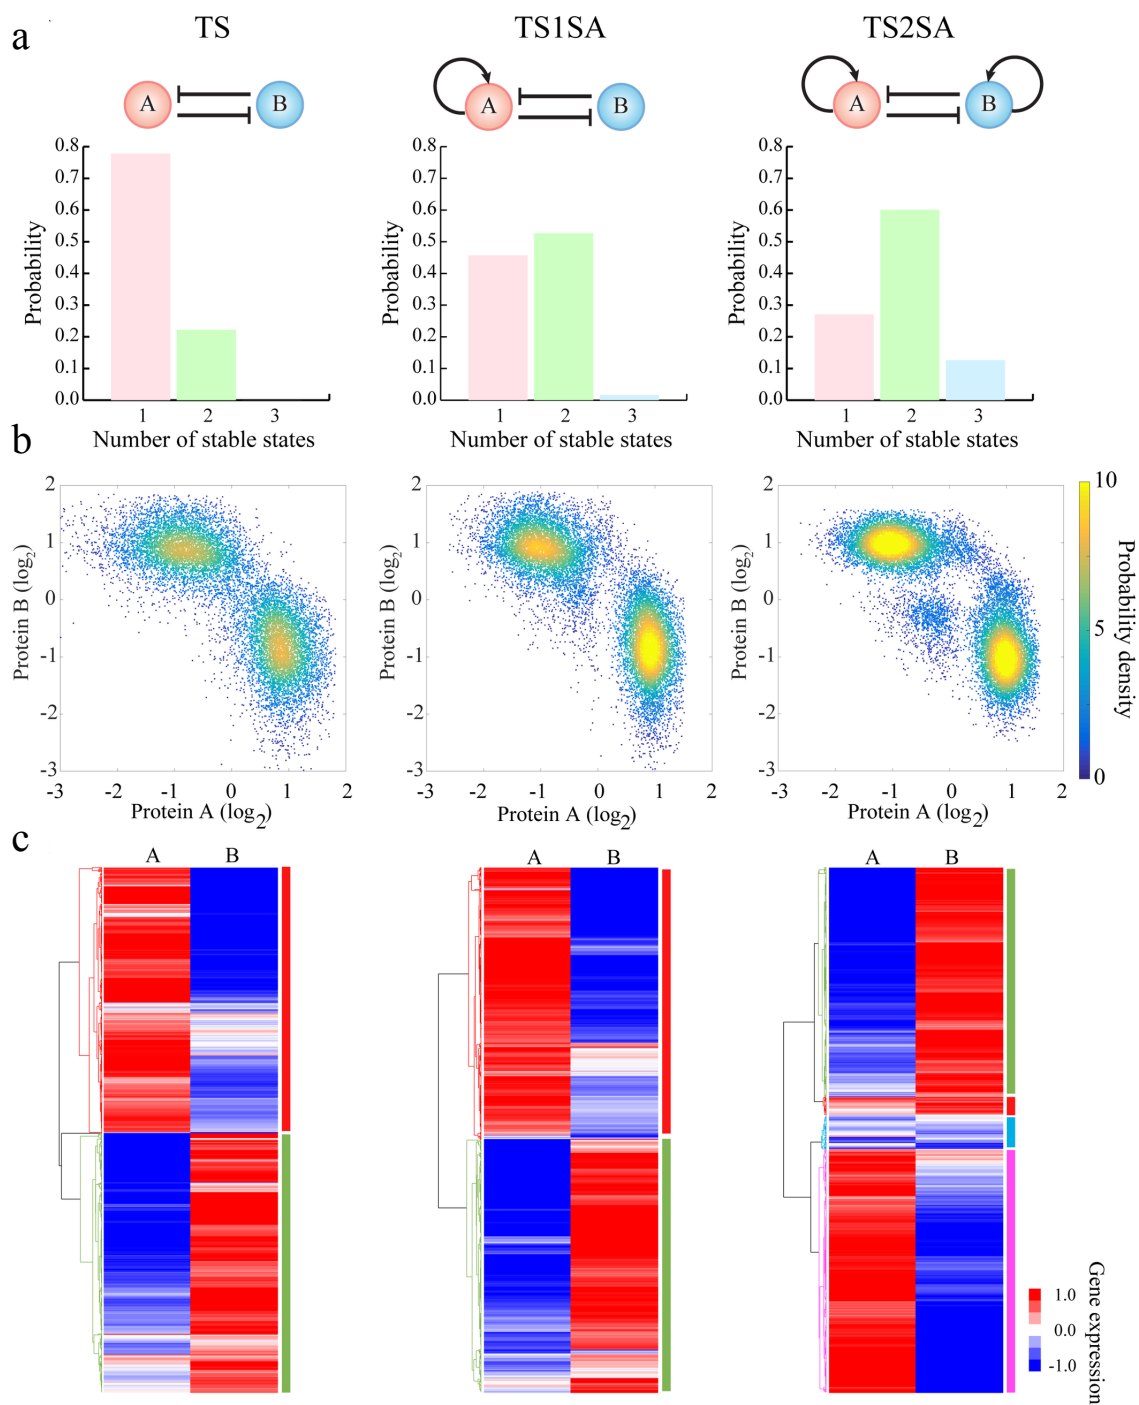 a
TS
TS1SA
TS2SA
A
B
A
B
A
B
0.8
0.7
0.6
0.5
0.4
0.3
0.2
0.1
0.0
Probability
1 2 3
Number of stable states
0.8
0.7
0.6
0.5
0.4
0.3
0.2
0.1
0.0
Probability
1 2 3
Number of stable states
0.8
0.7
0.6
0.5
0.4
0.3
0.2
0.1
0.0
Probability
1 2 3
Number of stable states
b
2
1
0
-1
-2
-3
Protein B (log2)
-3 -2 -1 0 1 2
Protein A (log2)
2
1
0
-1
-2
-3
Protein B (log2)
-3 -2 -1 0 1 2
Protein A (log2)
2
1
0
-1
-2
-3
Protein B (log2)
-3 -2 -1 0 1 2
Protein A (log2)
10
5
0
Probability density
c
A B
A B
A B
1.0
0.0
-1.0
Gene expression